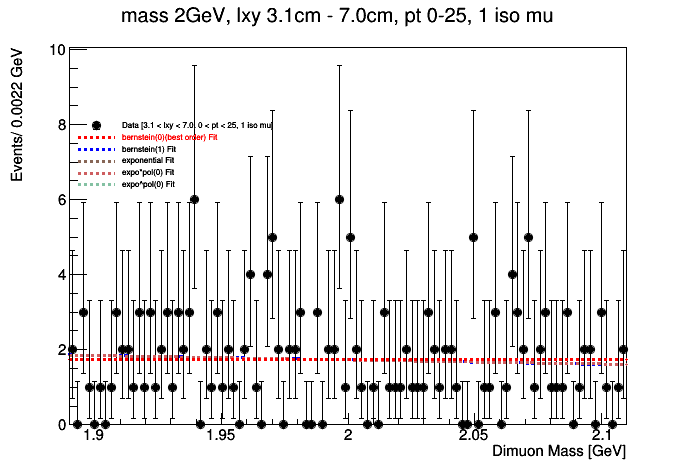 mass 2GeV, lxy 3.1cm - 7.0cm, pt 0-25, 1 iso mu
Events/ 0.0022 GeV
10
8
6
4
2
0
Data [3.1 < lxy < 7.0, 0 < pt < 25, 1 iso mu]
bernstein(0)(best order) Fit
bernstein(1) Fit
exponential Fit
expo*pol(0) Fit
expo*pol(0) Fit
1.9 1.95 2 2.05 2.1
Dimuon Mass [GeV]